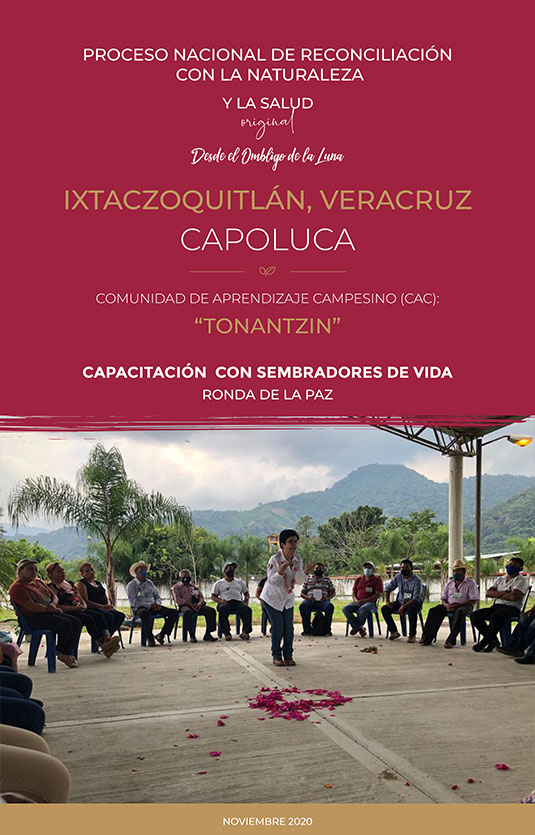 PROCESO NACIONAL DE RECONCILIACIÓN
CON LA NATURALEZA
Y LA SALUD
original
Desde el Ombligo de la Luna
IXTACZOQUITLÁN, VERACRUZ
CAPOLUCA
COMUNIDAD DE APRENDIZAJE CAMPESINO (CAC):
“TONANTZIN”
CAPACITACIÓN CON SEMBRADORES DE VIDA
RONDA DE LA PAZ
NOVIEMBRE 2020